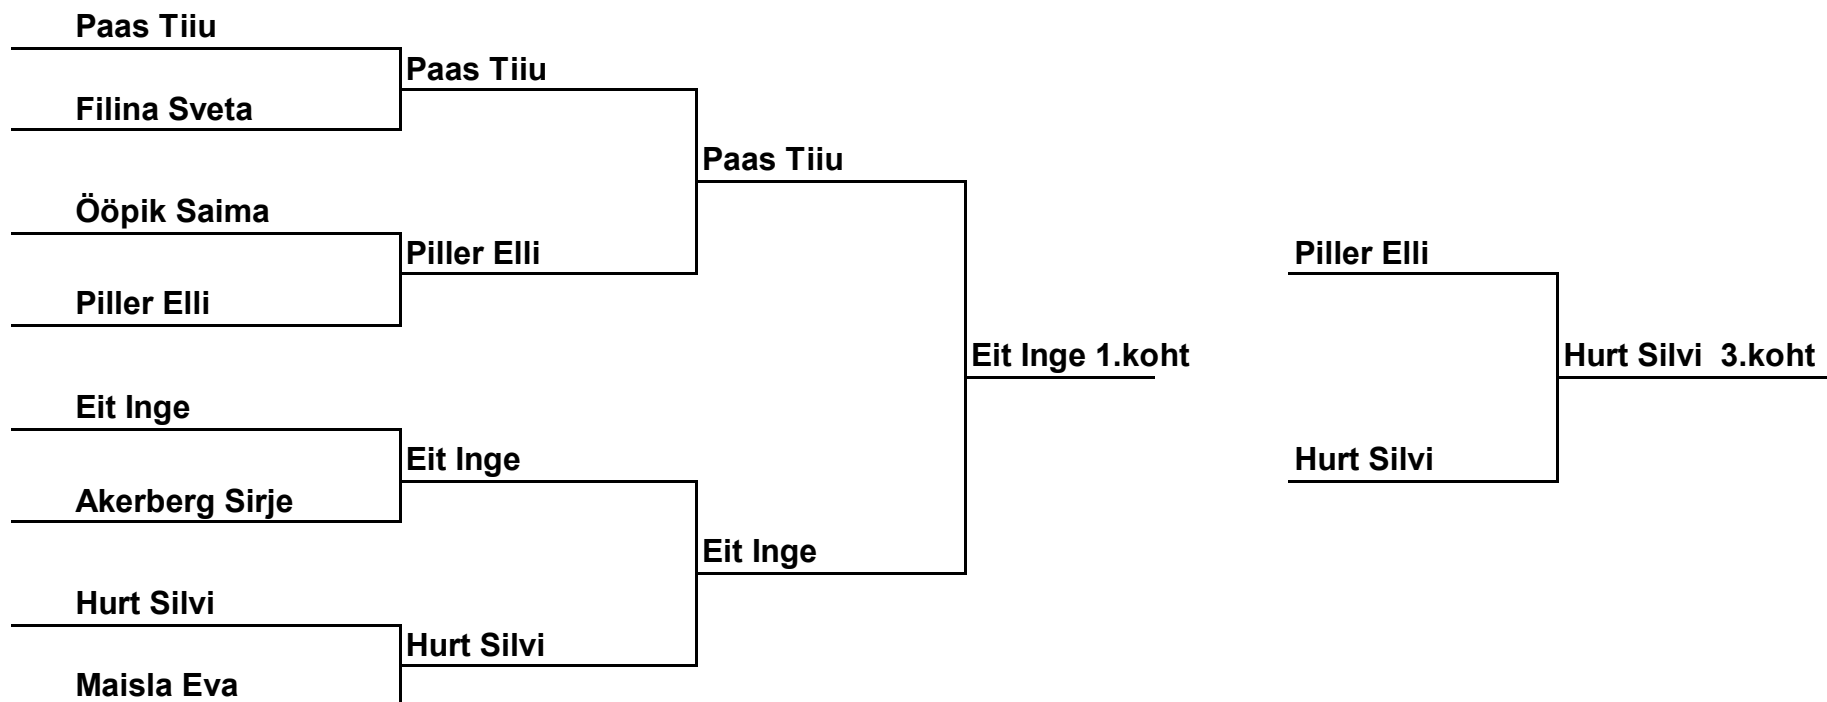 Paas Tiiu
Paas Tiiu
Filina Sveta
Paas Tiiu
Ööpik Saima
Piller Elli
Piller Elli
Piller Elli
Eit Inge 1.koht
Hurt Silvi  3.koht
Eit Inge
Eit Inge
Hurt Silvi
Akerberg Sirje
Eit Inge
Hurt Silvi
Hurt Silvi
Maisla Eva